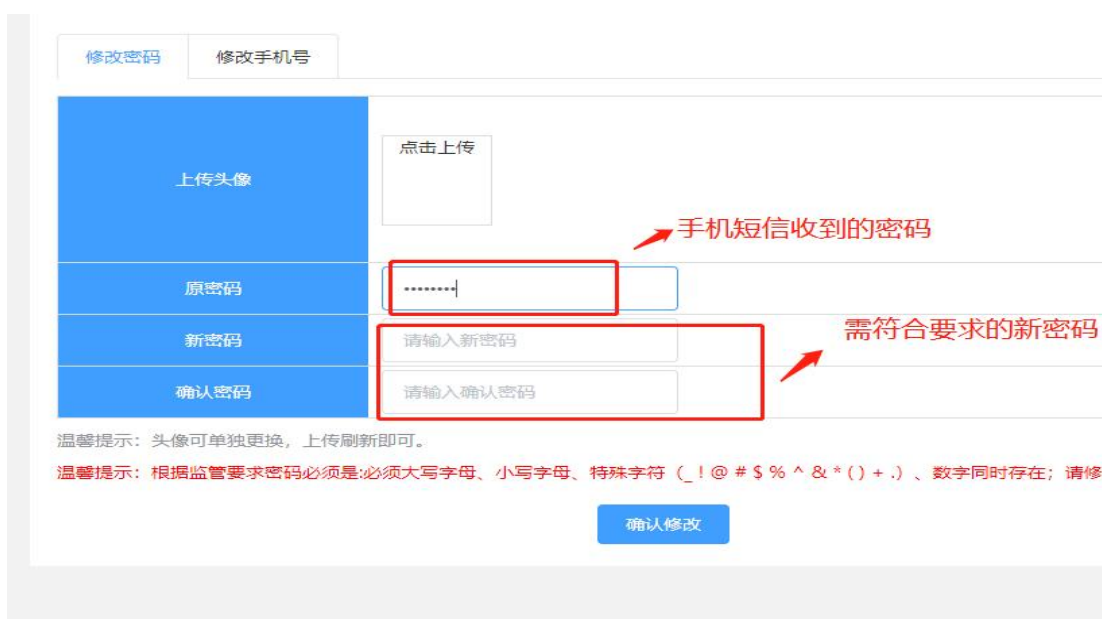 修改密码 修改手机号
点击上传
上传头像
手机短信收到的密码
原密码 ••••••••
需符合要求的新密码
新密码 请输入新密码
确认密码 请输入确认密码
温馨提示：头像可单独更换，上传刷新即可。
温馨提示：根据监管要求密码必须是:必须大写字母、小写字母、特殊字符（_ ! @ # $ % ^ & * ( ) + .）、数字同时存在；请修
确认修改